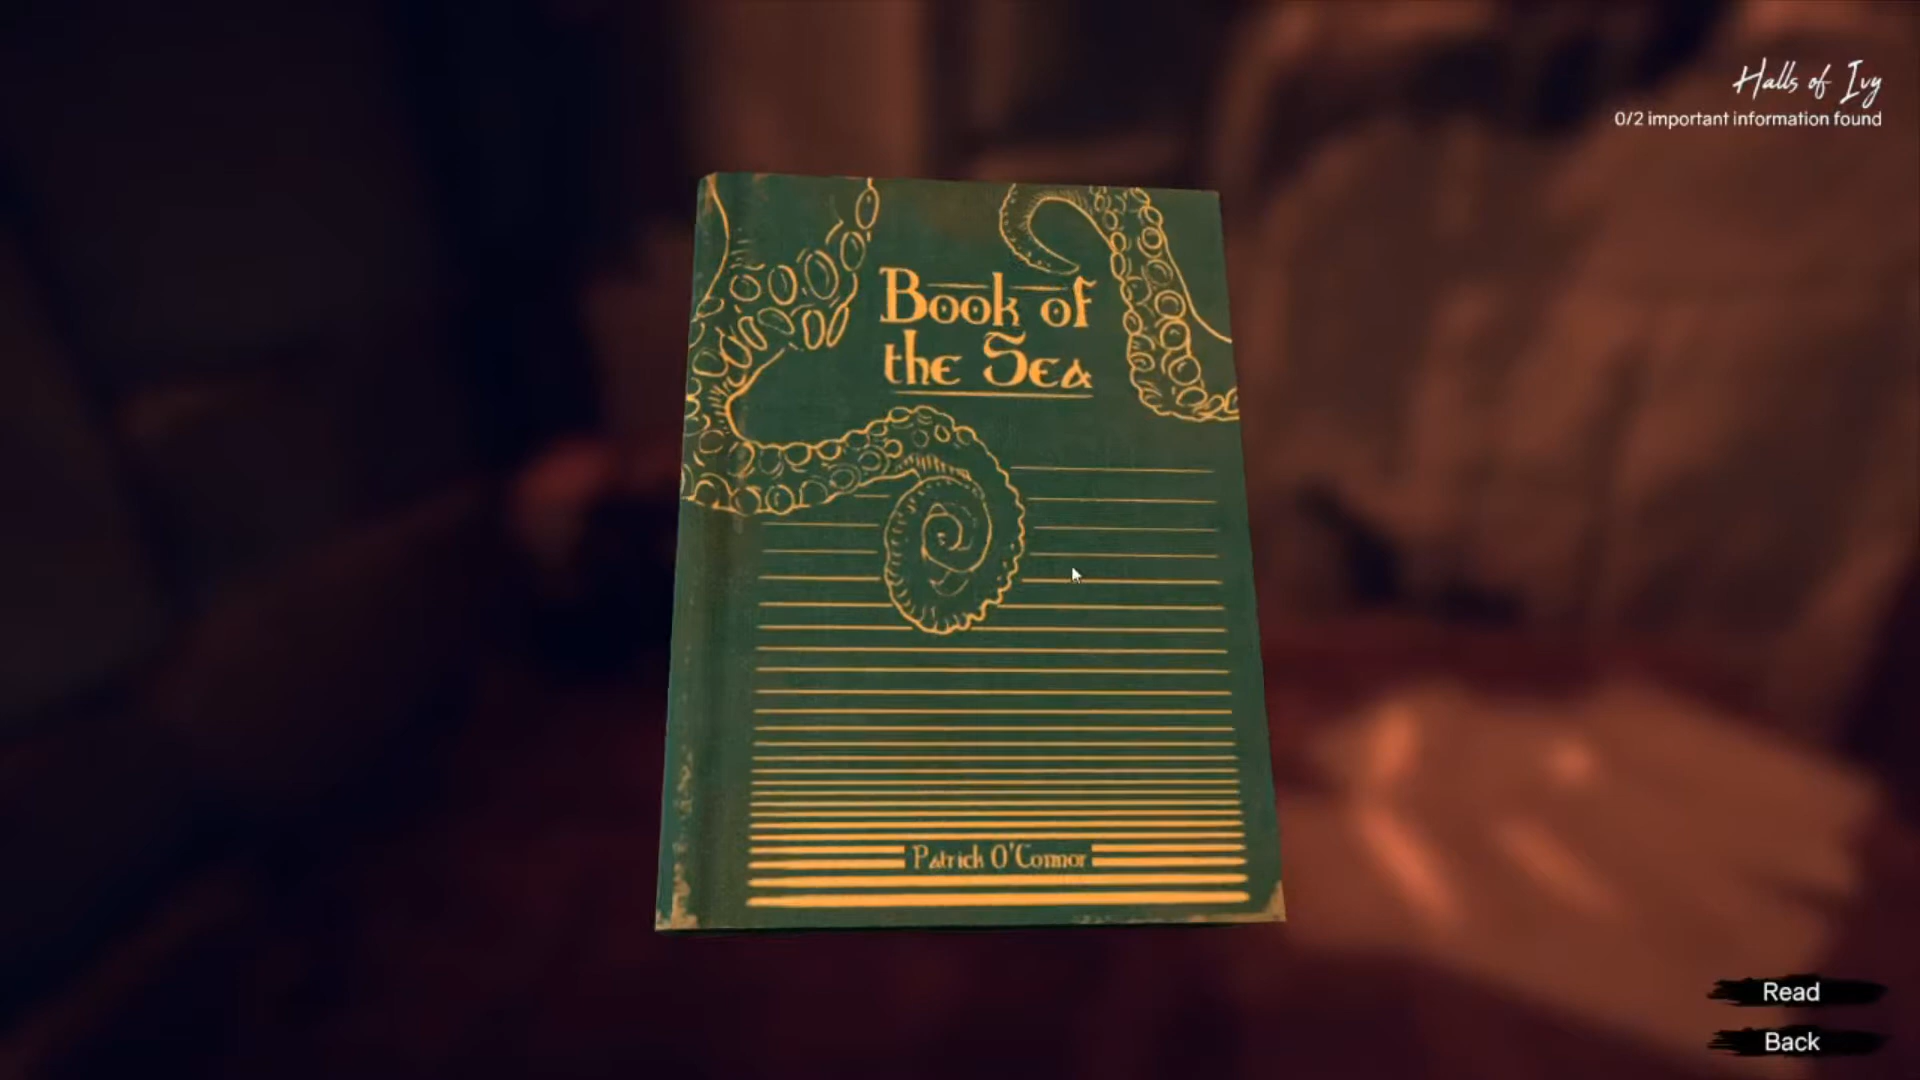 Halls of Ivy
0/2 important information found
Book of
the Sea
Patrick O'Connor
Read
Back